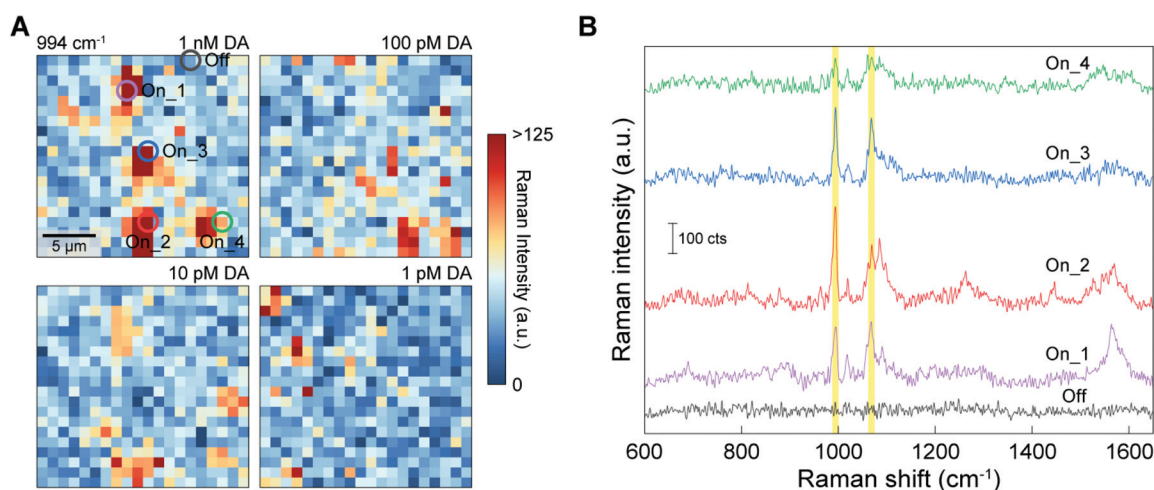 A
994 cm⁻¹
1 nM DA
Off
On_1
On_3
On_2
On_4
5 μm
100 pM DA
10 pM DA
1 pM DA
>125
Raman Intensity (a.u.)
0
B
On_4
On_3
100 cts
On_2
On_1
Off
Raman intensity (a.u.)
600 800 1000 1200 1400 1600
Raman shift (cm⁻¹)